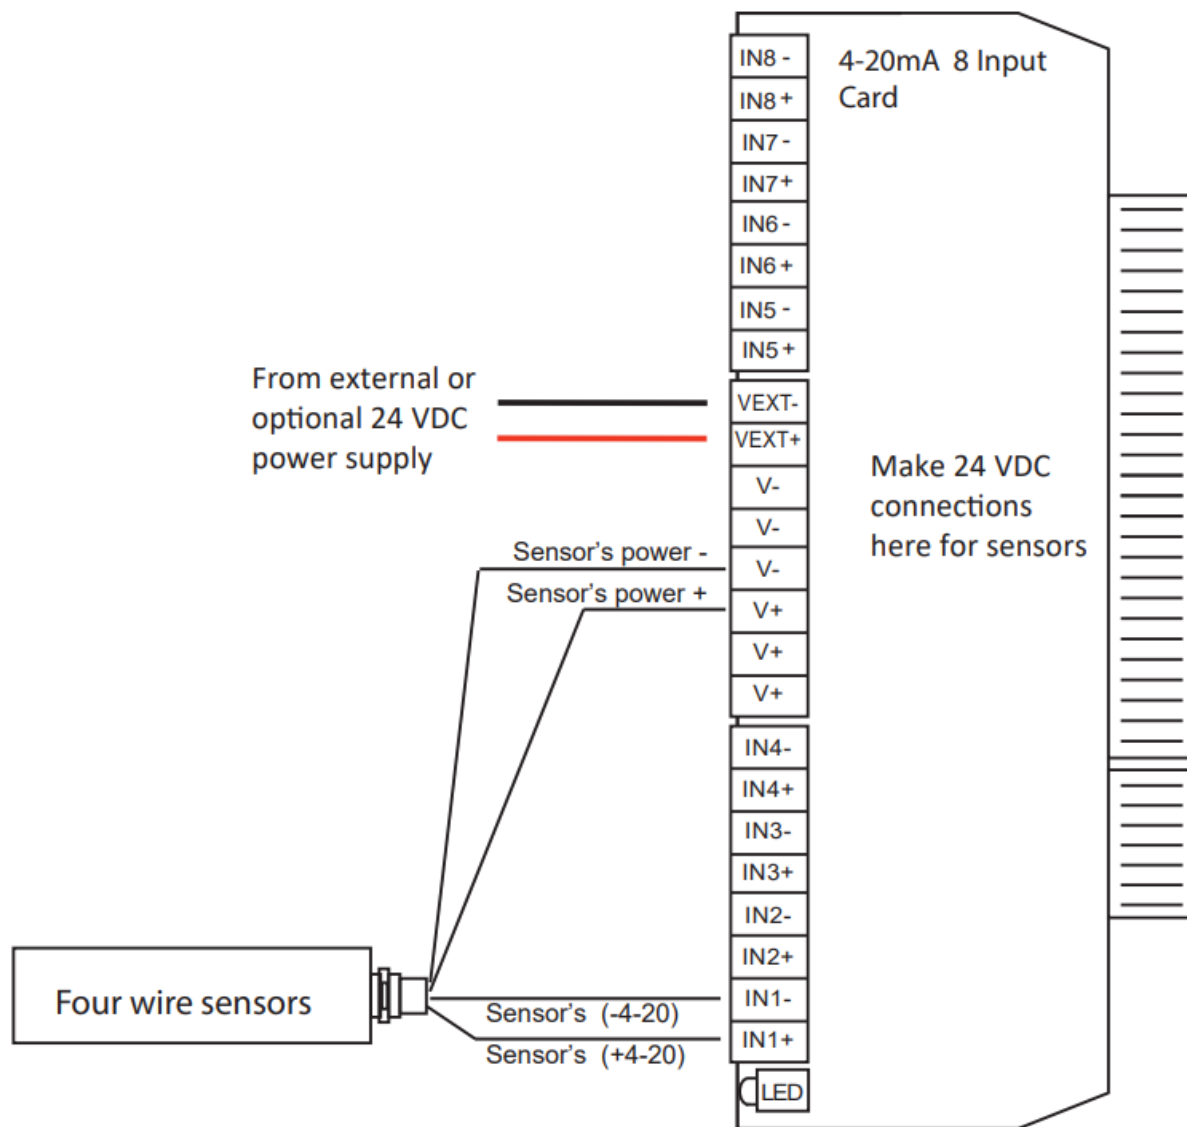 4-20mA 8 Input
Card
IN8 -
IN8 +
IN7 -
IN7 +
IN6 -
IN6 +
IN5 -
IN5 +
From external or
optional 24 VDC
power supply
VEXT-
VEXT+
V-
V-
V-
V+
V+
V+
Make 24 VDC
connections
here for sensors
Sensor's power -
Sensor's power +
IN4-
IN4+
IN3-
IN3+
IN2-
IN2+
IN1-
IN1+
LED
Four wire sensors
Sensor's (-4-20)
Sensor's (+4-20)